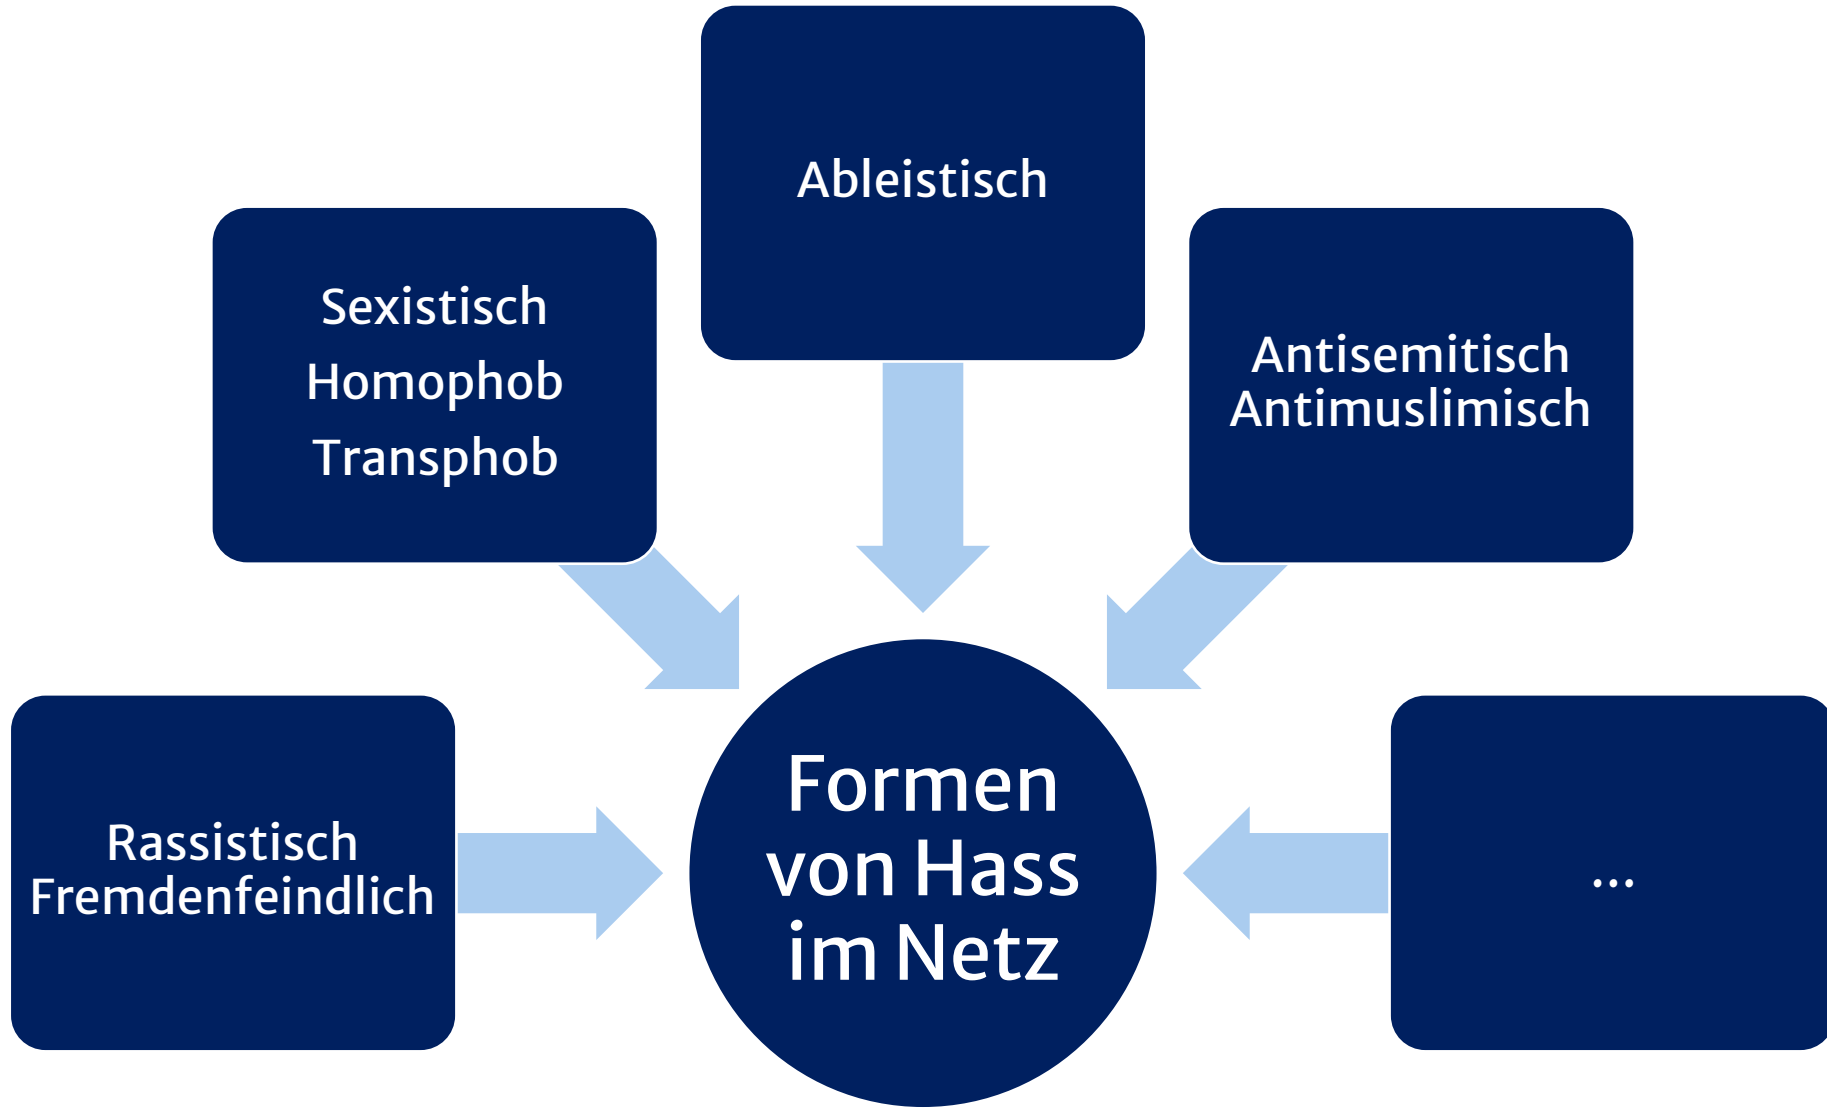 Ableistisch
Sexistisch
Homophob
Transphob
Antisemitisch
Antimuslimisch
Rassistisch
Fremdenfeindlich
Formen
von Hass
im Netz
...